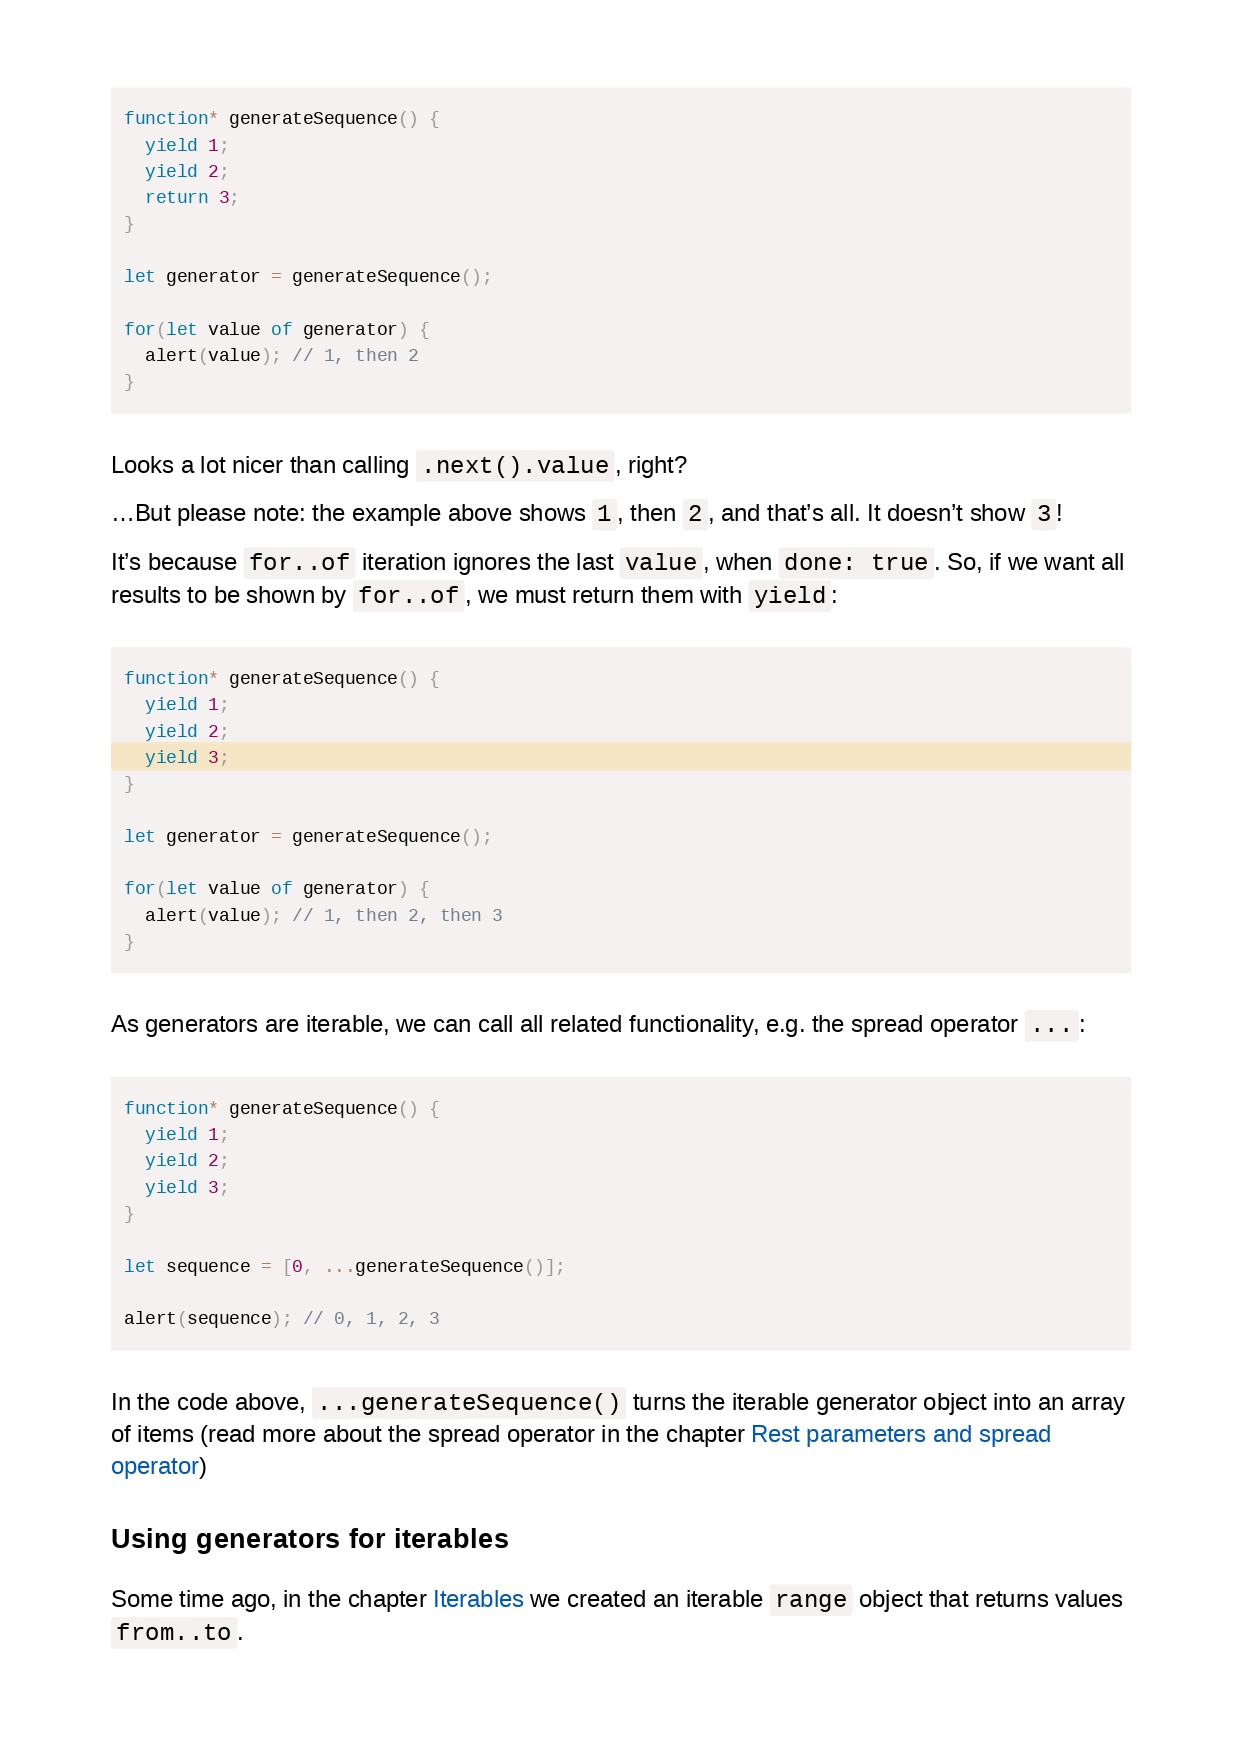 function* generateSequence() {
  yield 1;
  yield 2;
  return 3;
}

let generator = generateSequence();

for(let value of generator) {
  alert(value); // 1, then 2
}

Looks a lot nicer than calling .next().value, right?
…But please note: the example above shows 1, then 2, and that’s all. It doesn’t show 3!
It’s because for..of iteration ignores the last value, when done: true. So, if we want all
results to be shown by for..of, we must return them with yield:

function* generateSequence() {
  yield 1;
  yield 2;
  yield 3;
}

let generator = generateSequence();

for(let value of generator) {
  alert(value); // 1, then 2, then 3
}

As generators are iterable, we can call all related functionality, e.g. the spread operator ...:

function* generateSequence() {
  yield 1;
  yield 2;
  yield 3;
}

let sequence = [0, ...generateSequence()];

alert(sequence); // 0, 1, 2, 3

In the code above, ...generateSequence() turns the iterable generator object into an array
of items (read more about the spread operator in the chapter Rest parameters and spread
operator)

Using generators for iterables

Some time ago, in the chapter Iterables we created an iterable range object that returns values
from..to.